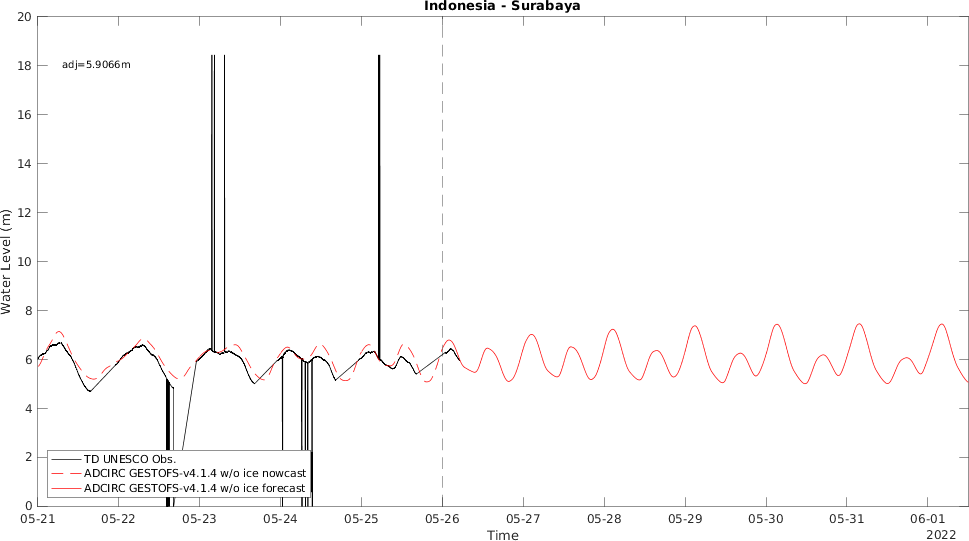 Indonesia - Surabaya
20
18
16
14
12
10
8
6
4
2
0
Water Level (m)
adj=5.9066m
TD UNESCO Obs.
ADCIRC GESTOFS-v4.1.4 w/o ice nowcast
ADCIRC GESTOFS-v4.1.4 w/o ice forecast
05-21 05-22 05-23 05-24 05-25 05-26 05-27 05-28 05-29 05-30 05-31 06-01
Time
2022